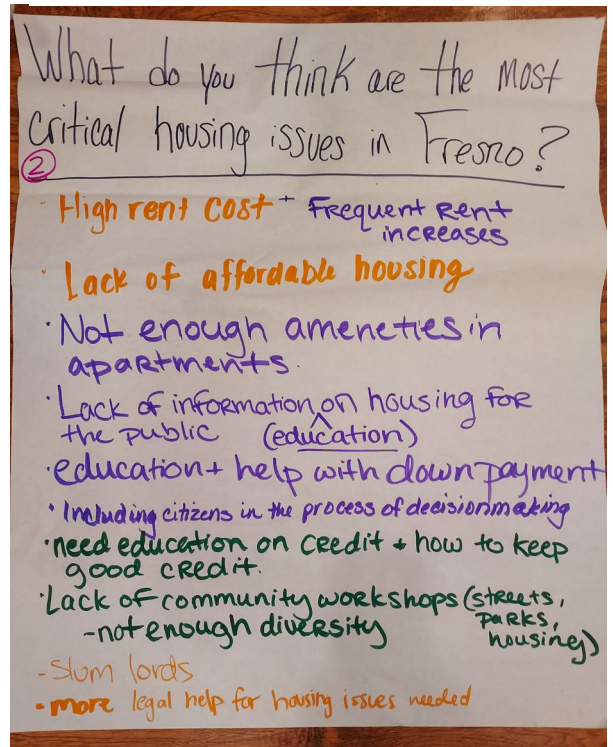 What do you think are the most
critical housing issues in Fresno?
2
· High rent cost + Frequent Rent
increases
· Lack of affordable housing
· Not enough ameneties in
apartments.
· Lack of information ^ on housing for
the public (education)
· education + help with down payment
· Including citizens in the process of decisionmaking
· need education on credit + how to keep
good credit.
· Lack of community workshops (streets,
- not enough diversity parks,
housing)
- Slum lords
- more legal help for housing issues needed